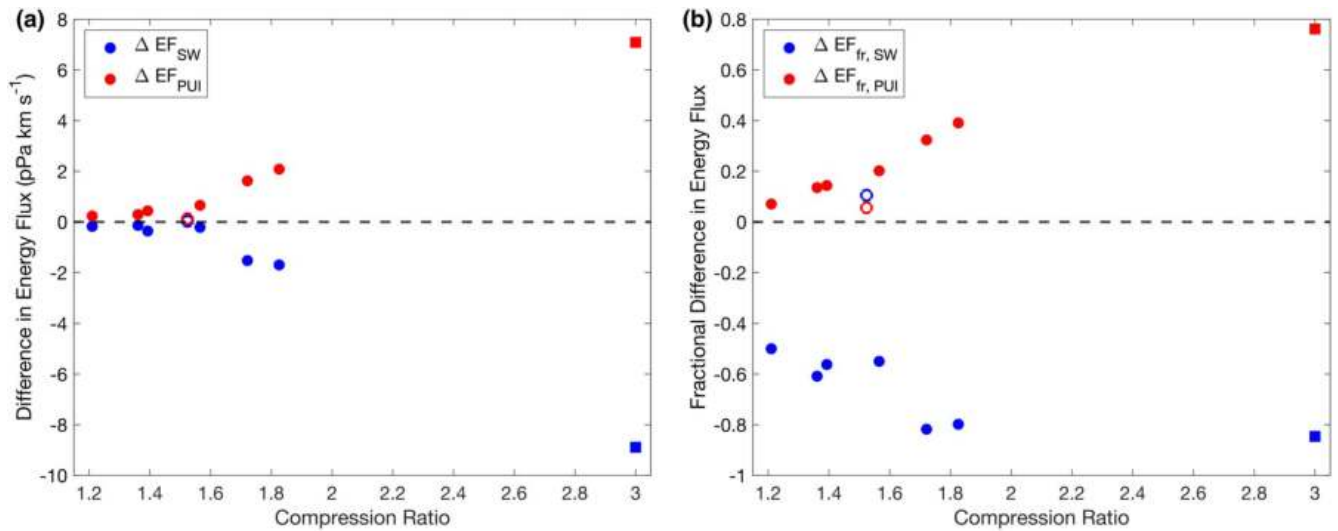 (a)
8
6
4
2
0
-2
-4
-6
-8
-10
Difference in Energy Flux (pPa km s⁻¹)
Δ EF_SW
Δ EF_PUI
1.2 1.4 1.6 1.8 2 2.2 2.4 2.6 2.8 3
Compression Ratio
(b)
0.8
0.6
0.4
0.2
0
-0.2
-0.4
-0.6
-0.8
-1
Fractional Difference in Energy Flux
Δ EF_fr, SW
Δ EF_fr, PUI
1.2 1.4 1.6 1.8 2 2.2 2.4 2.6 2.8 3
Compression Ratio